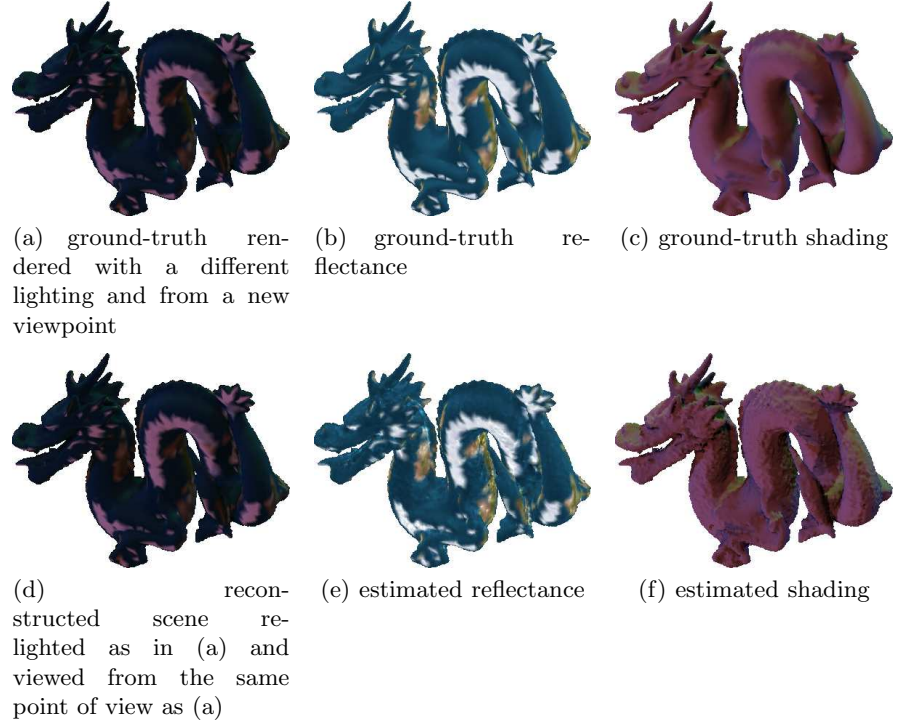 (a) ground-truth ren-
dered with a different
lighting and from a new
viewpoint
(b) ground-truth re-
flectance
(c) ground-truth shading
(d) recon-
structed scene re-
lighted as in (a) and
viewed from the same
point of view as (a)
(e) estimated reflectance
(f) estimated shading